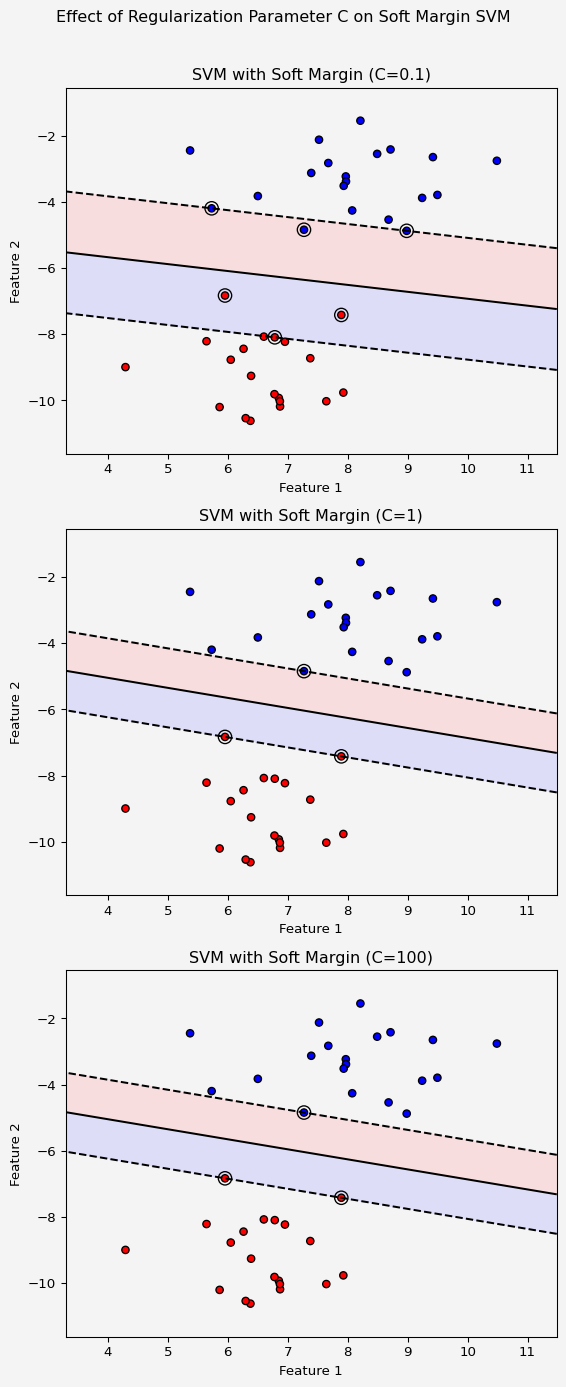 Effect of Regularization Parameter C on Soft Margin SVM
SVM with Soft Margin (C=0.1)
Feature 2
−2
−4
−6
−8
−10
4 5 6 7 8 9 10 11
Feature 1
SVM with Soft Margin (C=1)
Feature 2
−2
−4
−6
−8
−10
4 5 6 7 8 9 10 11
Feature 1
SVM with Soft Margin (C=100)
Feature 2
−2
−4
−6
−8
−10
4 5 6 7 8 9 10 11
Feature 1